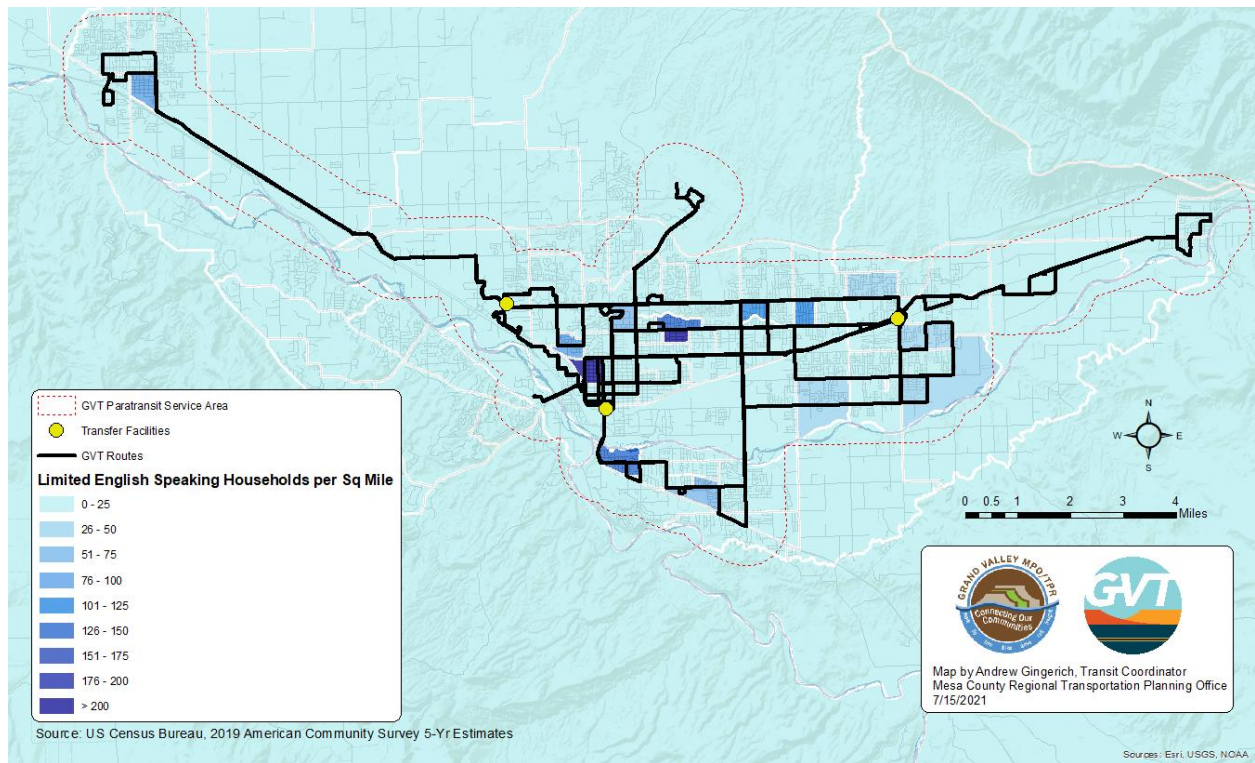 N
W
E
S
GVT Paratransit Service Area
Transfer Facilities
GVT Routes
Limited English Speaking Households per Sq Mile
0 - 25
26 - 50
51 - 75
76 - 100
101 - 125
126 - 150
151 - 175
176 - 200
> 200
0 0.5 1 2 3 4
Miles
GRAND VALLEY MPO/TPR
Connecting Our
Communities
GVT
Map by Andrew Gingerich, Transit Coordinator
Mesa County Regional Transportation Planning Office
7/15/2021
Source: US Census Bureau, 2019 American Community Survey 5-Yr Estimates
Sources: Esri, USGS, NOAA